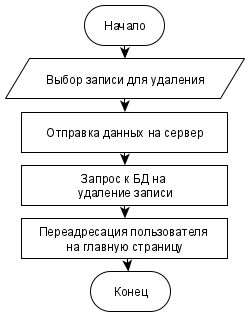 Начало
Выбор записи для удаления
Отправка данных на сервер
Запрос к БД на
удаление записи
Переадресация пользователя
на главную страницу
Конец